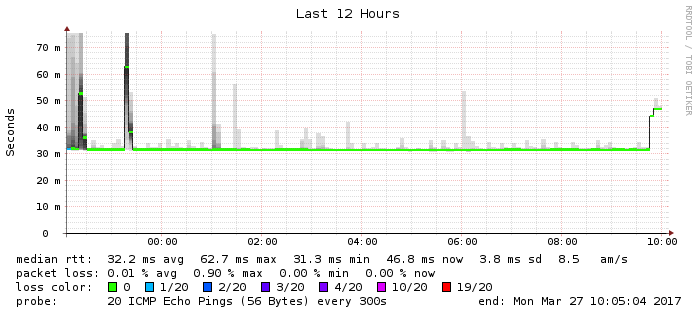 Last 12 Hours
RRDTOOL / TOBI OETIKER
Seconds
70 m
60 m
50 m
40 m
30 m
20 m
10 m
0
00:00 02:00 04:00 06:00 08:00 10:00
median rtt: 32.2 ms avg 62.7 ms max 31.3 ms min 46.8 ms now 3.8 ms sd 8.5 am/s
packet loss: 0.01 % avg 0.90 % max 0.00 % min 0.00 % now
loss color: 0 1/20 2/20 3/20 4/20 10/20 19/20
probe: 20 ICMP Echo Pings (56 Bytes) every 300s end: Mon Mar 27 10:05:04 2017